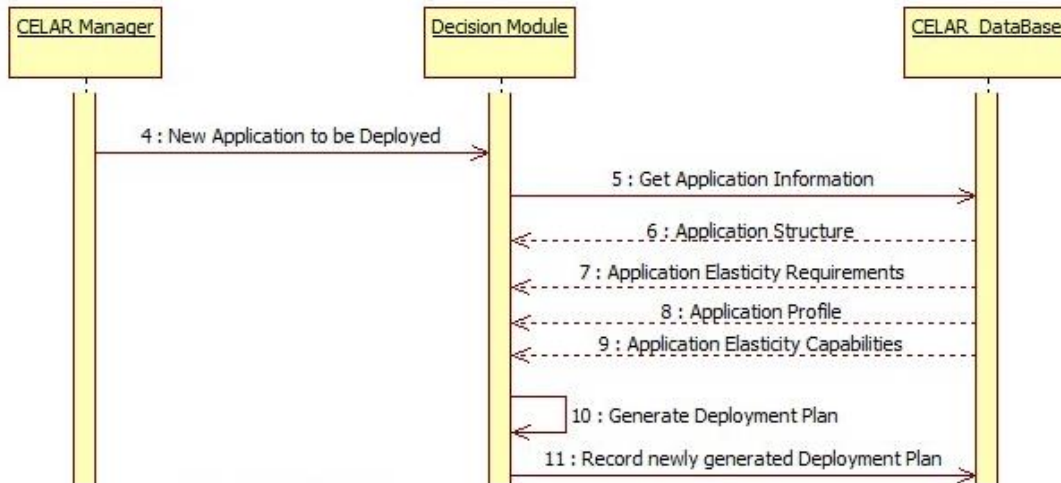 CELAR Manager
Decision Module
CELAR DataBase
4 : New Application to be Deployed
5 : Get Application Information
6 : Application Structure
7 : Application Elasticity Requirements
8 : Application Profile
9 : Application Elasticity Capabilities
10 : Generate Deployment Plan
11 : Record newly generated Deployment Plan